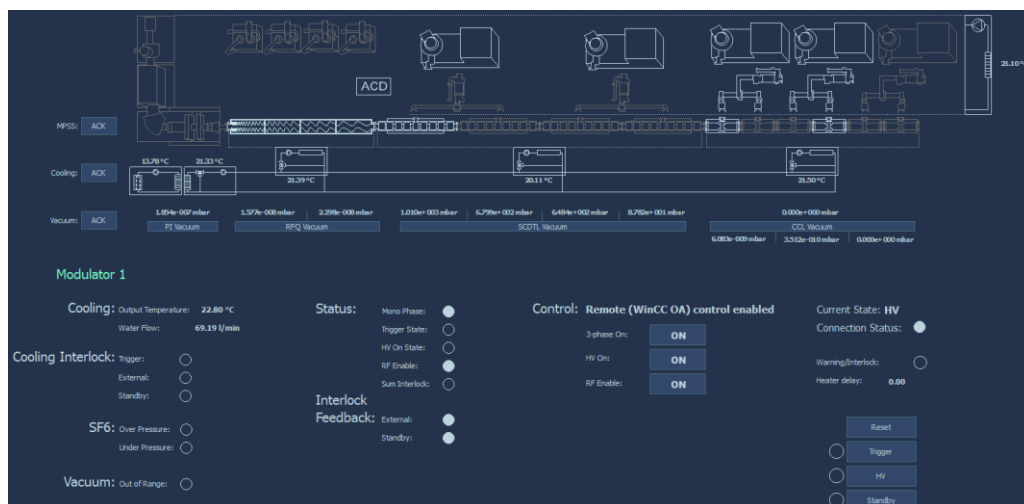 21.10 °
ACD
MPSS: ACK
Cooling: ACK
13.78 °C 21.33 °C
21.39 °C 20.11 °C 21.50 °C
Vacuum: ACK
1.854e-007 mbar 1.577e-008 mbar 2.298e-008 mbar 1.010e+003 mbar 6.799e+002 mbar 6.484e+002 mbar 8.782e+001 mbar 0.000e+000 mbar
PI Vacuum RFQ Vacuum SCDTL Vacuum CCL Vacuum
6.083e-009 mbar 3.512e-010 mbar 0.000e+000 mbar
Modulator 1
Cooling: Output Temperature: 22.80 °C
Water Flow: 69.19 l/min
Cooling Interlock: Trigger:
External:
Standby:
SF6: Over Pressure:
Under Pressure:
Vacuum: Out of Range:
Status: Mono Phase:
Trigger State:
HV On State:
RF Enable:
Sum Interlock:
Interlock
Feedback: External:
Standby:
Control: Remote (WinCC OA) control enabled
3-phase On: ON
HV On: ON
RF Enable: ON
Current State: HV
Connection Status:
Warning/Interlock:
Heater delay: 0.00
Reset
Trigger
HV
Standby